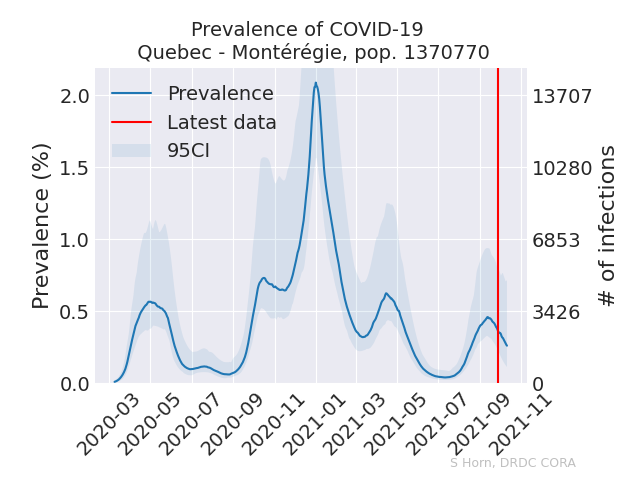 Prevalence of COVID-19
Quebec - Montérégie, pop. 1370770
Prevalence
Latest data
95CI
Prevalence (%)
2.0
1.5
1.0
0.5
0.0
13707
10280
6853
3426
0
# of infections
2020-03
2020-05
2020-07
2020-09
2020-11
2021-01
2021-03
2021-05
2021-07
2021-09
2021-11
S Horn, DRDC CORA